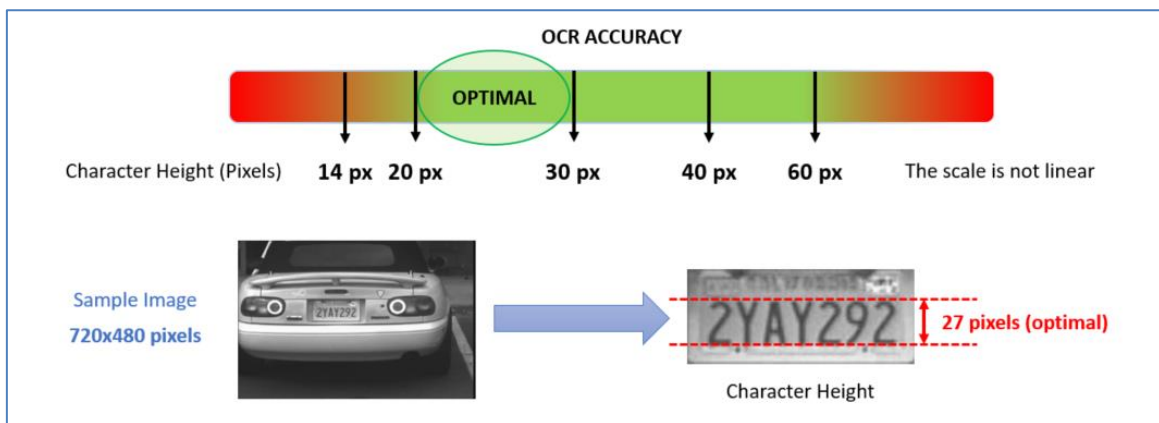 OCR ACCURACY
OPTIMAL
Character Height (Pixels) 14 px 20 px 30 px 40 px 60 px The scale is not linear
Sample Image
720x480 pixels
2YAY292
2YAY292
27 pixels (optimal)
Character Height